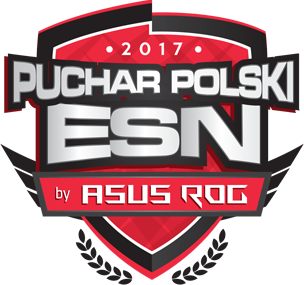 · 2017 ·
PUCHAR POLSKI
ESN
by ASUS ROG